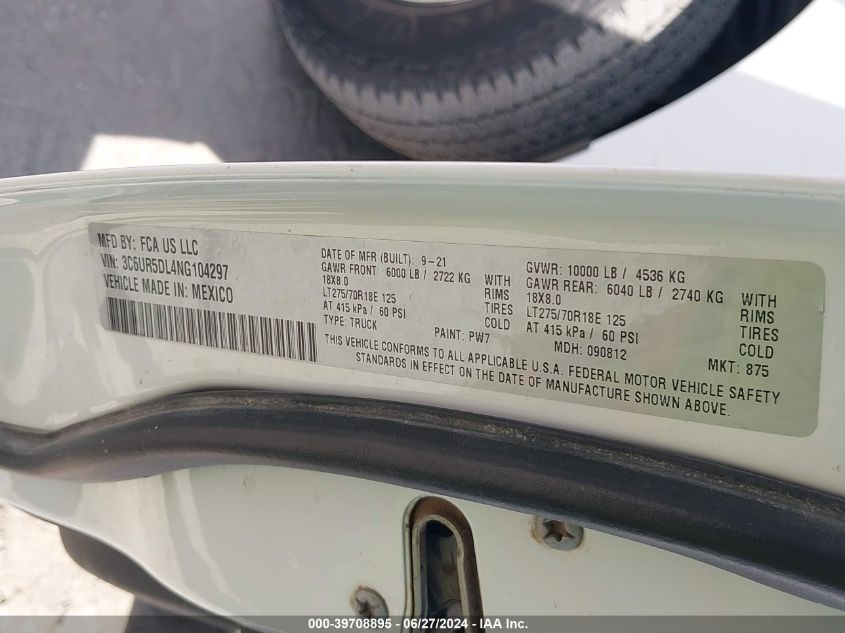 MFD BY: FCA US LLC
VIN: 3C6UR5DL4NG104297
VEHICLE MADE IN: MEXICO
DATE OF MFR (BUILT): 9-21
GAWR FRONT: 6000 LB / 2722 KG WITH
18X8.0 RIMS
LT275/70R18E 125 TIRES
AT 415 kPa / 60 PSI COLD
TYPE: TRUCK PAINT: PW7
GVWR: 10000 LB / 4536 KG
GAWR REAR: 6040 LB / 2740 KG WITH
18X8.0 RIMS
LT275/70R18E 125 TIRES
AT 415 kPa / 60 PSI COLD
MDH: 090812 MKT: 875
THIS VEHICLE CONFORMS TO ALL APPLICABLE U.S.A. FEDERAL MOTOR VEHICLE SAFETY
STANDARDS IN EFFECT ON THE DATE OF MANUFACTURE SHOWN ABOVE.
000-39708895 - 06/27/2024 - IAA Inc.